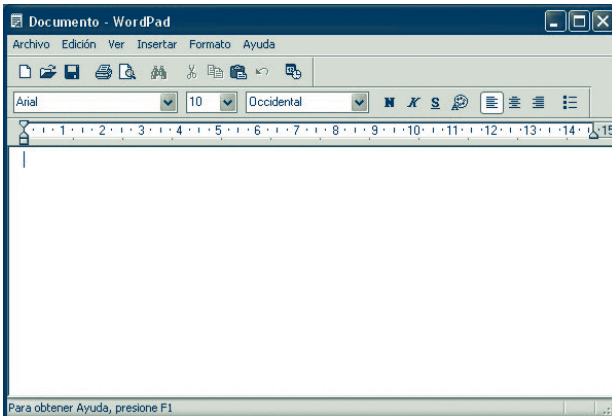 Documento - WordPad
Archivo Edición Ver Insertar Formato Ayuda
Arial 10 Occidental N K S
1 2 3 4 5 6 7 8 9 10 11 12 13 14 15
Para obtener Ayuda, presione F1